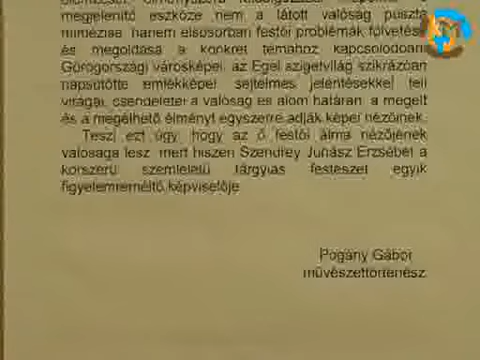 megjelenítő eszköze nem a látott valóság puszta
mimézise, hanem elsősorban festői problémák fölvetése
és megoldása a konkrét témához kapcsolódóan.
Görögországi városképei, az Égei szigetvilág szikrázóan
napsütötte emlékképei, sejtelmes jelentésekkel teli
virágai, csendéletei a valóság és álom határán, a megélt
és a megélhető élményt egyszerre adják képei nézőinek.
Teszi ezt úgy, hogy az ő festői álma nézőjének
valósága lesz, mert hiszen Szendrey Juhász Erzsébet a
korszerű szemléletű tárgyias festészet egyik
figyelemreméltó képviselője.
Pogány Gábor
művészettörténész